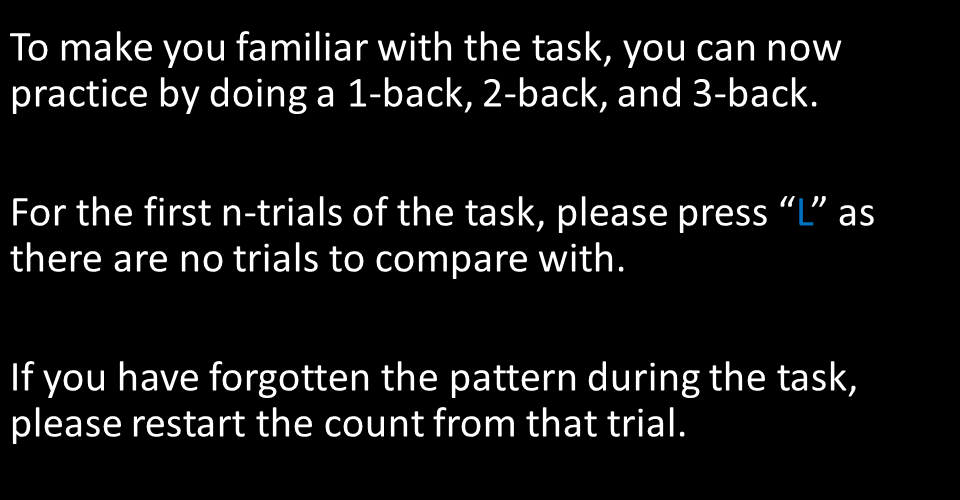 To make you familiar with the task, you can now
practice by doing a 1-back, 2-back, and 3-back.
For the first n-trials of the task, please press “L” as
there are no trials to compare with.
If you have forgotten the pattern during the task,
please restart the count from that trial.